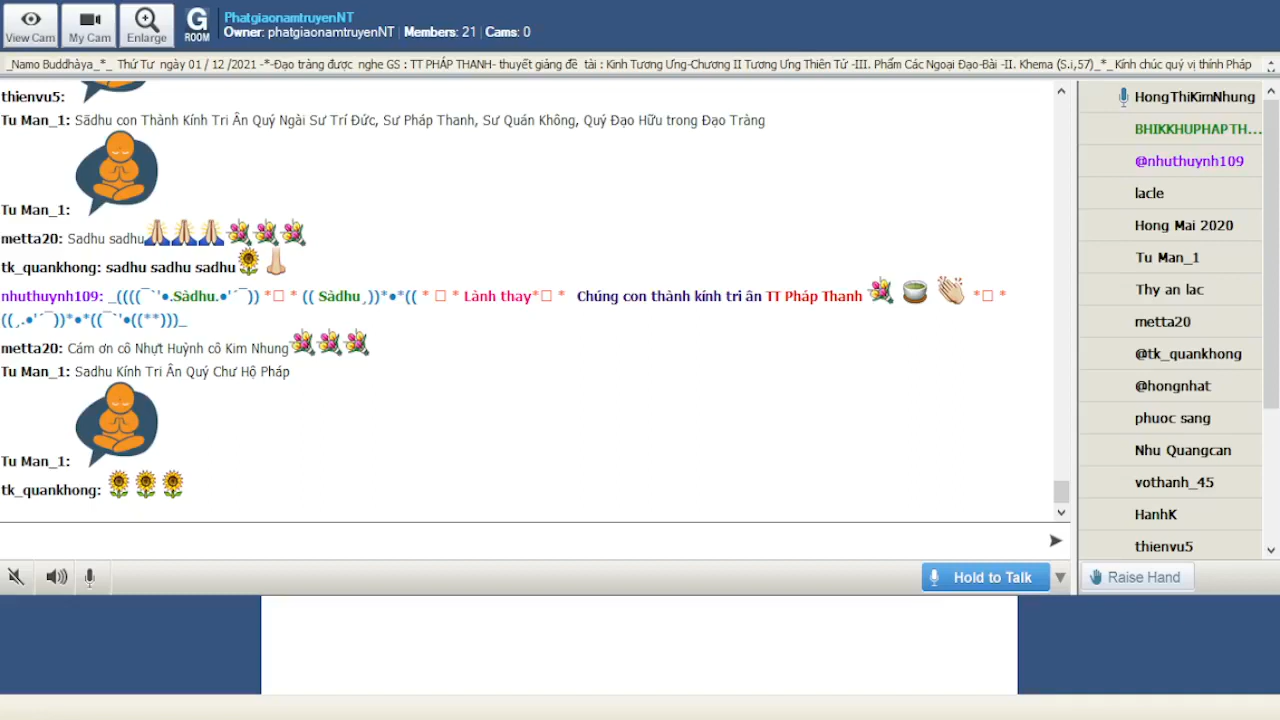 View Cam
My Cam
Enlarge
G
ROOM
PhatgiaonamtruyenNT
Owner: phatgiaonamtruyenNT | Members: 21 | Cams: 0
_Namo Buddhàya_*_ Thứ Tư ngày 01 / 12 /2021 -*-Đạo tràng được nghe GS : TT PHÁP THANH- thuyết giảng đề tài : Kinh Tương Ưng-Chương II Tương Ưng Thiên Tử -III. Phẩm Các Ngoại Đạo-Bài -II. Khema (S.i,57)_*_Kính chúc quý vị thính Pháp
thienvu5:
Tu Man_1: Sādhu con Thành Kính Tri Ân Quý Ngài Sư Trí Đức, Sư Pháp Thanh, Sư Quán Không, Quý Đạo Hữu trong Đạo Tràng
Tu Man_1:
metta20: Sadhu sadhu
tk_quankhong: sadhu sadhu sadhu
nhuthuynh109: _((((¯`'•.Sàdhu.•'´¯)) *□ * (( Sàdhu¸))*•*(( * □ * Lành thay*□ * Chúng con thành kính tri ân TT Pháp Thanh *□ *
((¸.•'´¯))*•*((¯`'•((**)))_
metta20: Cám ơn cô Nhựt Huỳnh cô Kim Nhung
Tu Man_1: Sadhu Kính Tri Ân Quý Chư Hộ Pháp
Tu Man_1:
tk_quankhong:
Hold to Talk
HongThiKimNhung
BHIKKHUPHAPTH...
@nhuthuynh109
lacle
Hong Mai 2020
Tu Man_1
Thy an lac
metta20
@tk_quankhong
@hongnhat
phuoc sang
Nhu Quangcan
vothanh_45
HanhK
thienvu5
Raise Hand